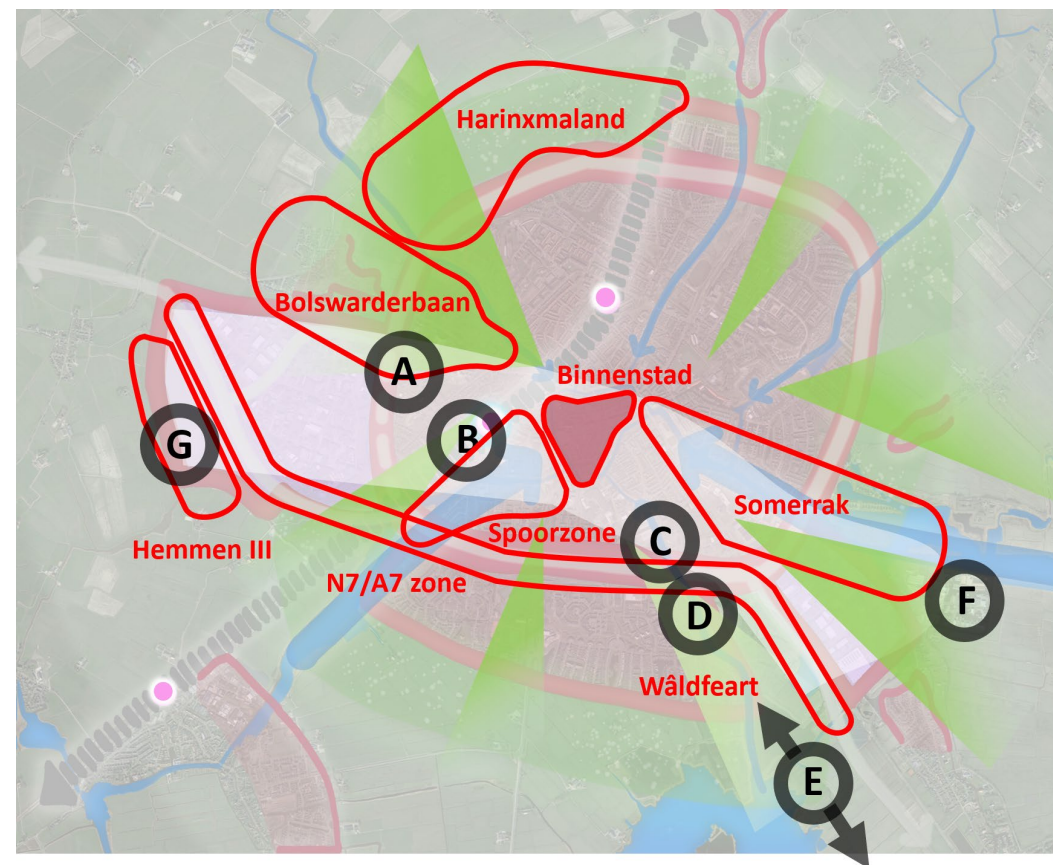 Harinxmaland
Bolswarderbaan
A
Binnenstad
B
G
Somerrak
Spoorzone
C
Hemmen III
N7/A7 zone
D
F
Wâldfeart
E